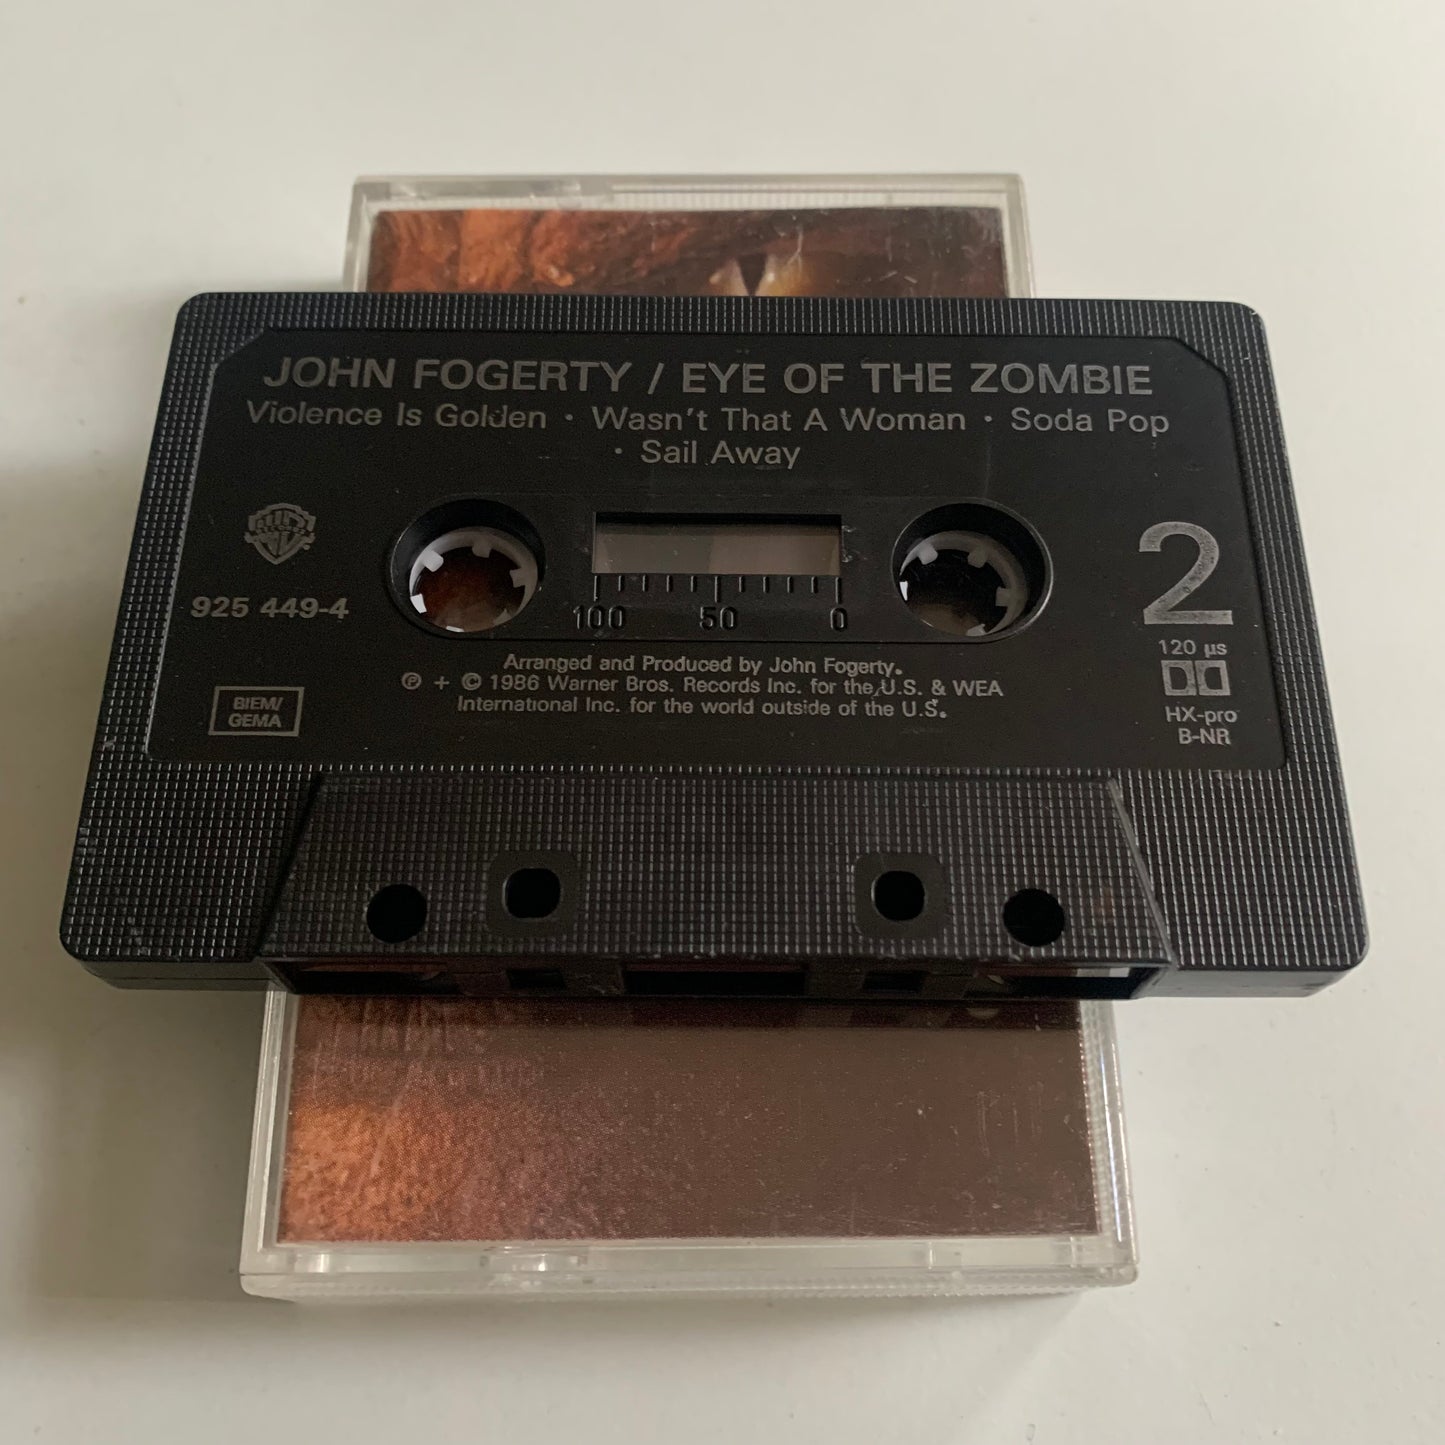 JOHN FOGERTY / EYE OF THE ZOMBIE
Violence Is Golden · Wasn't That A Woman · Soda Pop
· Sail Away
925 449-4
2
100 50 0
120 µs
Arranged and Produced by John Fogerty.
℗ + © 1986 Warner Bros. Records Inc. for the U.S. & WEA
International Inc. for the world outside of the U.S.
BIEM/
GEMA
HX-pro
B-NR